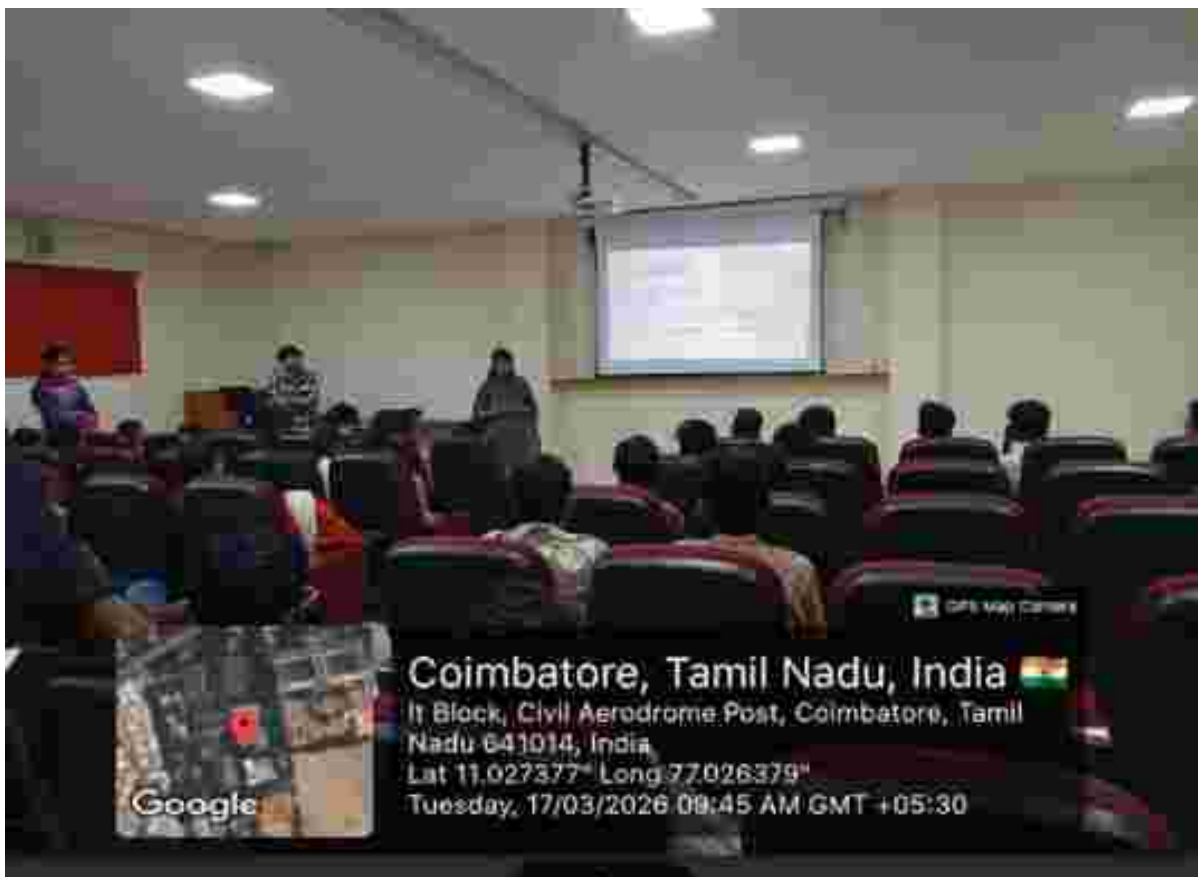 GPS Map Camera
Coimbatore, Tamil Nadu, India
It Block, Civil Aerodrome Post, Coimbatore, Tamil
Nadu 641014, India
Lat 11.027377° Long 77.026379°
Tuesday, 17/03/2026 09:45 AM GMT +05:30
Google